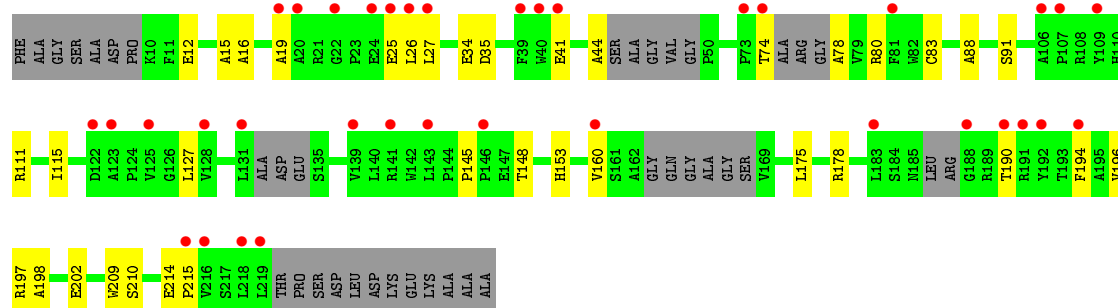 PHE ALA GLY SER ALA ASP PRO K10 F11 E12 A15 A16 A19 A20 R21 G22 P23 E24 E25 L26 L27 E34 D35 F39 W40 E41 A44 SER ALA GLY VAL GLY P50 P73 T74 ALA ARG GLY A78 V79 R80 F81 W82 C83 A88 S91 A106 P107 R108 Y109 H110
R111 I115 D122 A123 P124 V125 G126 L127 V128 L131 ALA ASP GLU S135 V139 L140 R141 W142 L143 P144 P145 P146 E147 T148 H153 V160 S161 A162 GLY GLN GLY ALA GLY SER V169 L175 R178 L183 S184 N185 LEU ARG G188 R189 T190 R191 Y192 T193 F194 A195 V196
R197 A198 E202 W209 S210 E214 P215 V216 S217 L218 L219 THR PRO SER ASP LEU ASP LYS GLU LYS ALA ALA ALA